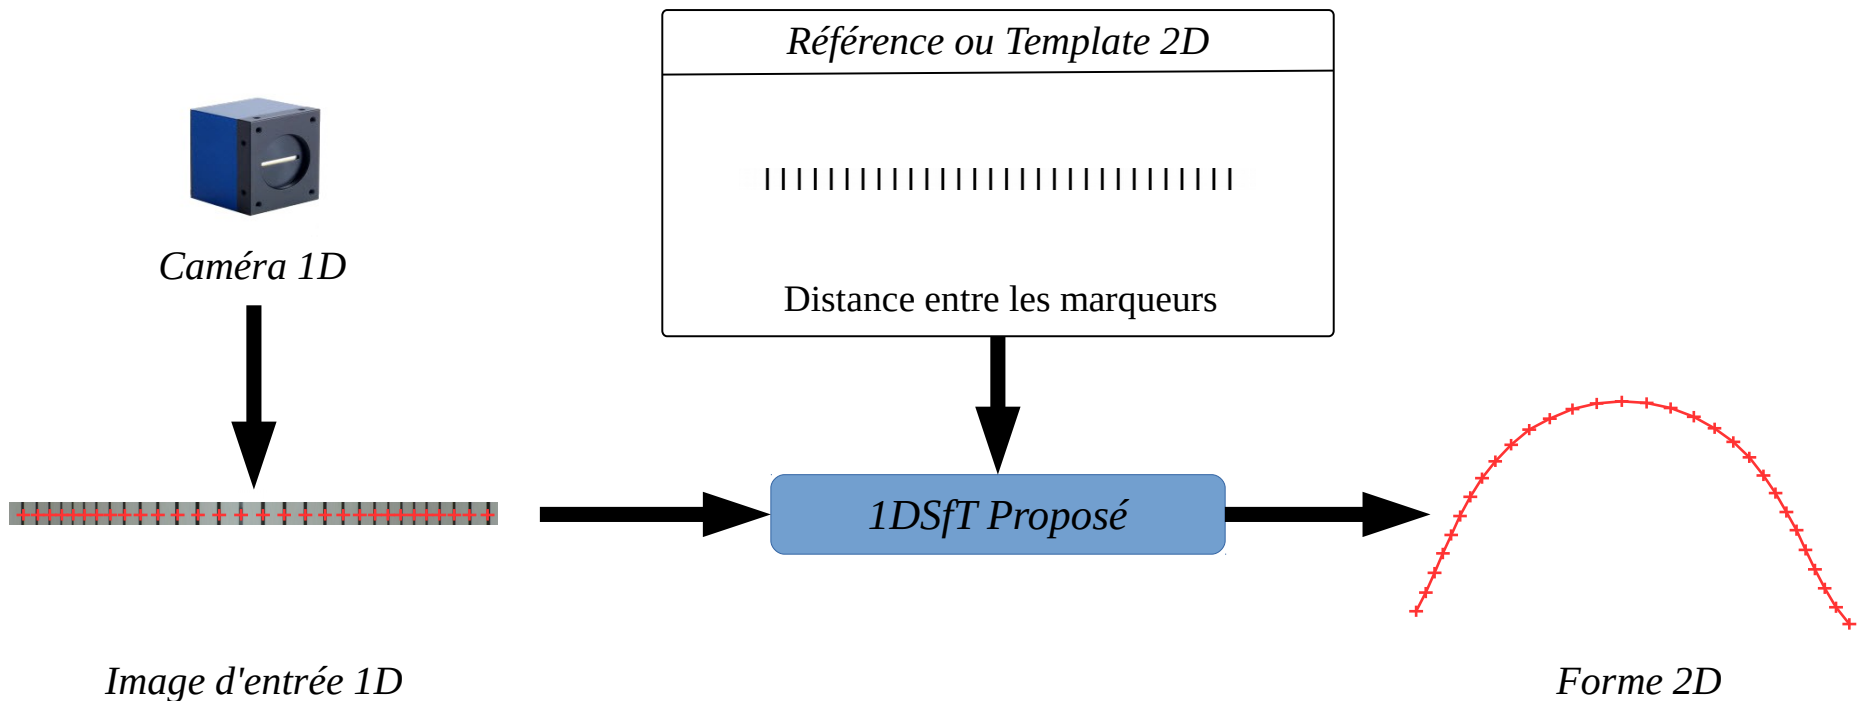 Référence ou Template 2D
Caméra 1D
Distance entre les marqueurs
1DSfT Proposé
Image d'entrée 1D
Forme 2D